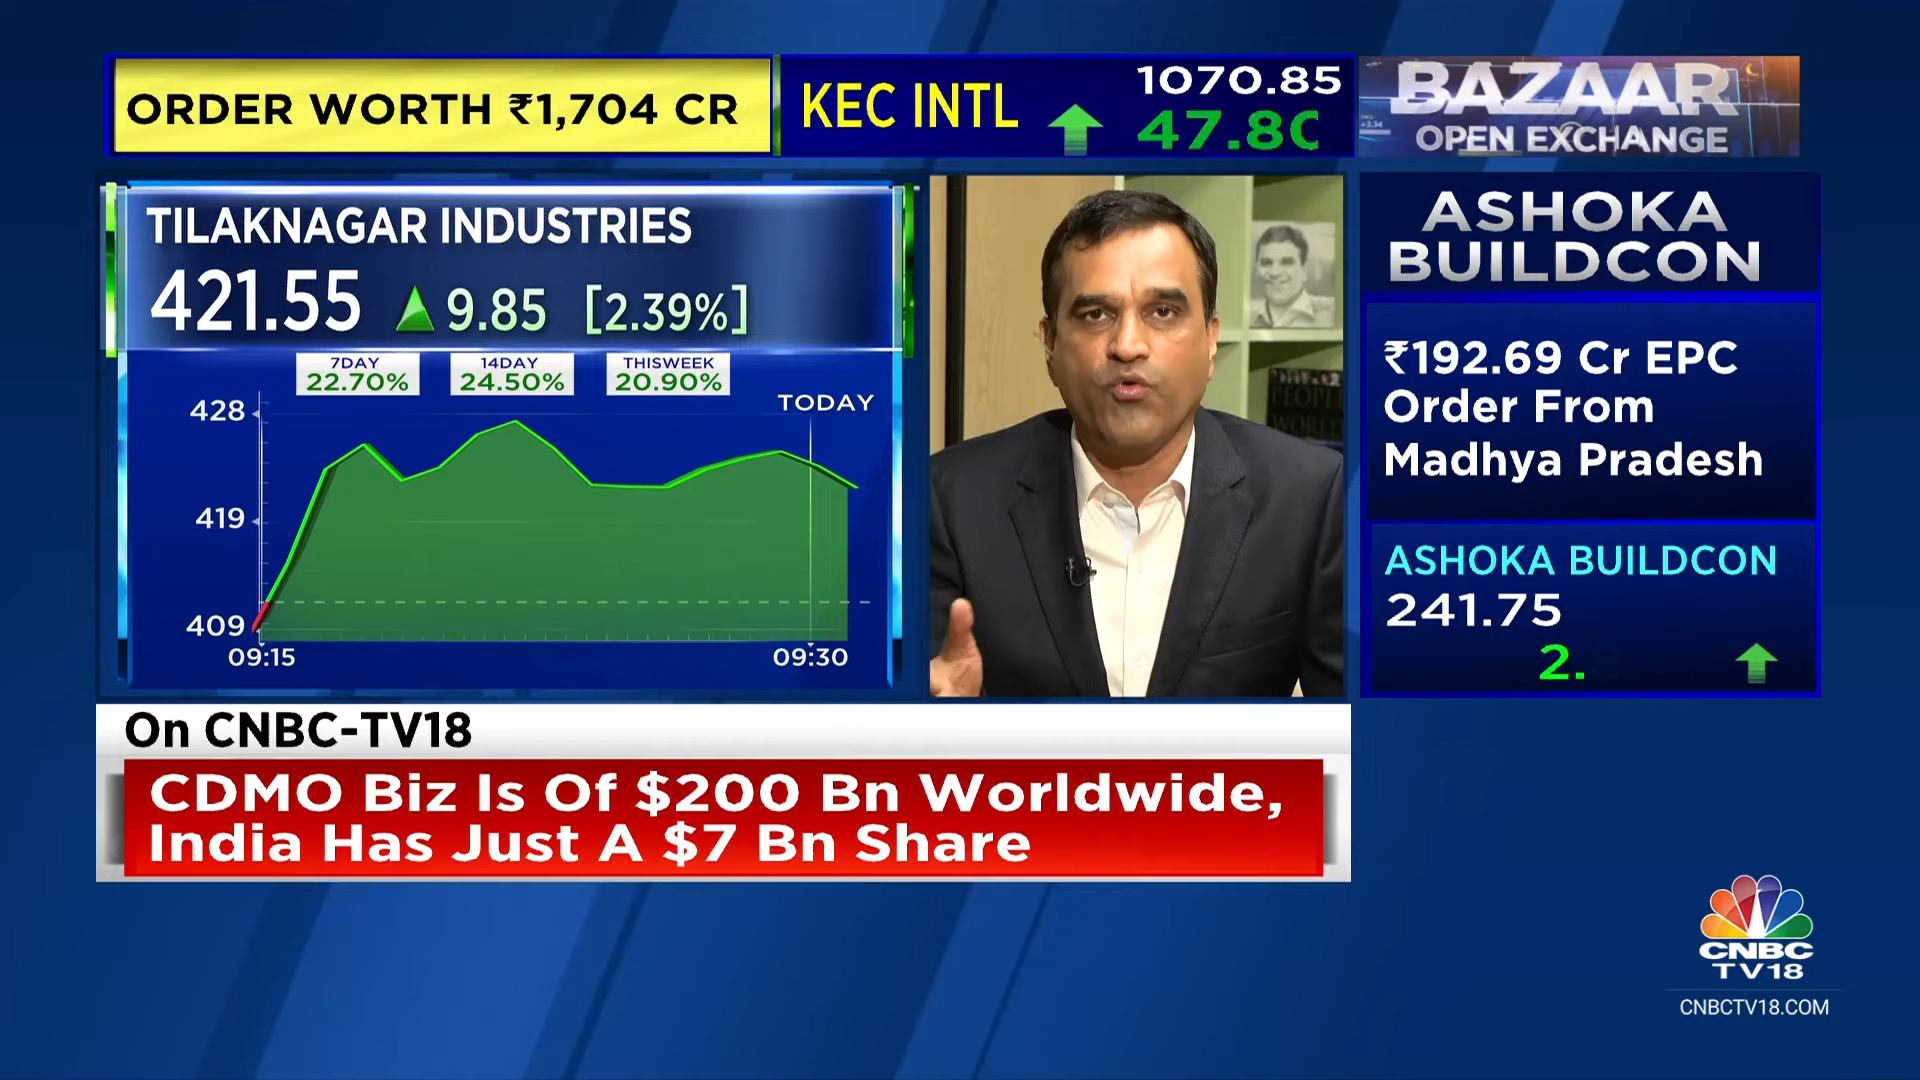 ORDER WORTH ₹1,704 CR
KEC INTL
1070.85
47.80
BAZAAR
OPEN EXCHANGE
TILAKNAGAR INDUSTRIES
421.55 ▲ 9.85 [2.39%]
7DAY
22.70%
14DAY
24.50%
THISWEEK
20.90%
TODAY
428
419
409
09:15
09:30
PEOPLE
WORLD
ASHOKA
BUILDCON
₹192.69 Cr EPC
Order From
Madhya Pradesh
ASHOKA BUILDCON
241.75
2.
On CNBC-TV18
CDMO Biz Is Of $200 Bn Worldwide,
India Has Just A $7 Bn Share
CNBC
TV18
CNBCTV18.COM